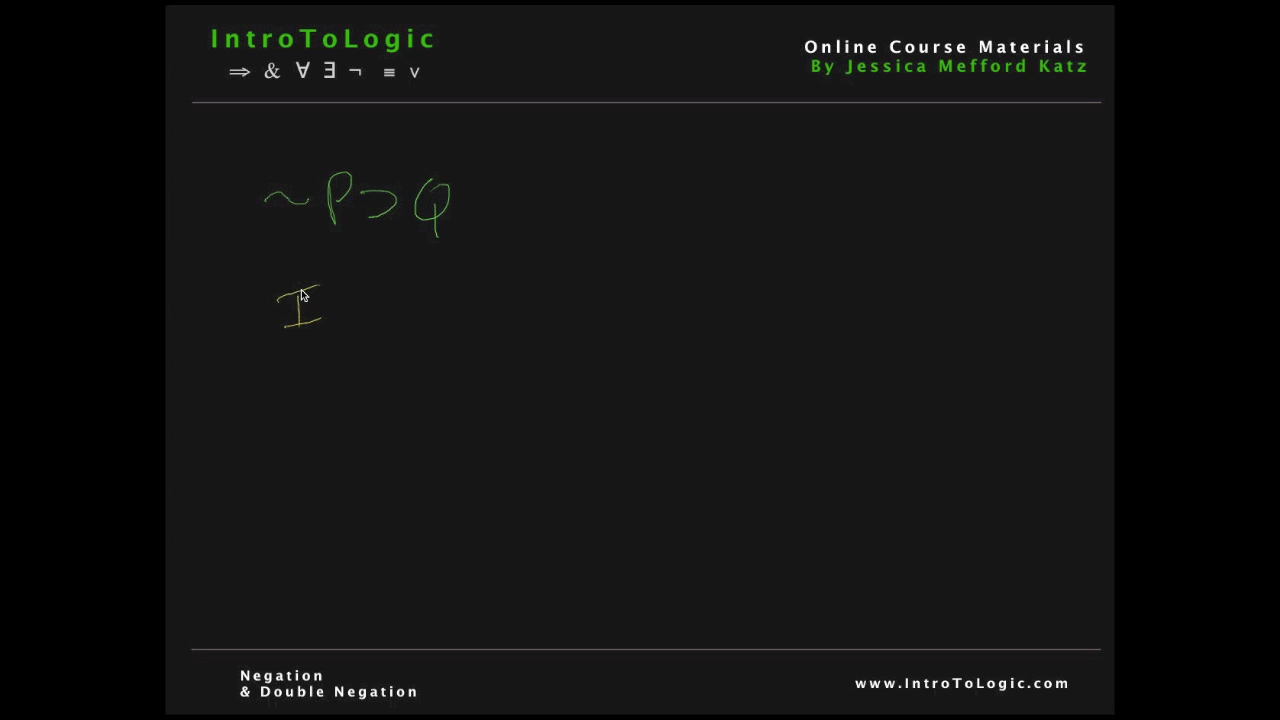 IntroToLogic
⇒ & ∀ ∃ ¬ ≡ ∨
Online Course Materials
By Jessica Mefford Katz
~P⊃Q
I
Negation
& Double Negation
www.IntroToLogic.com